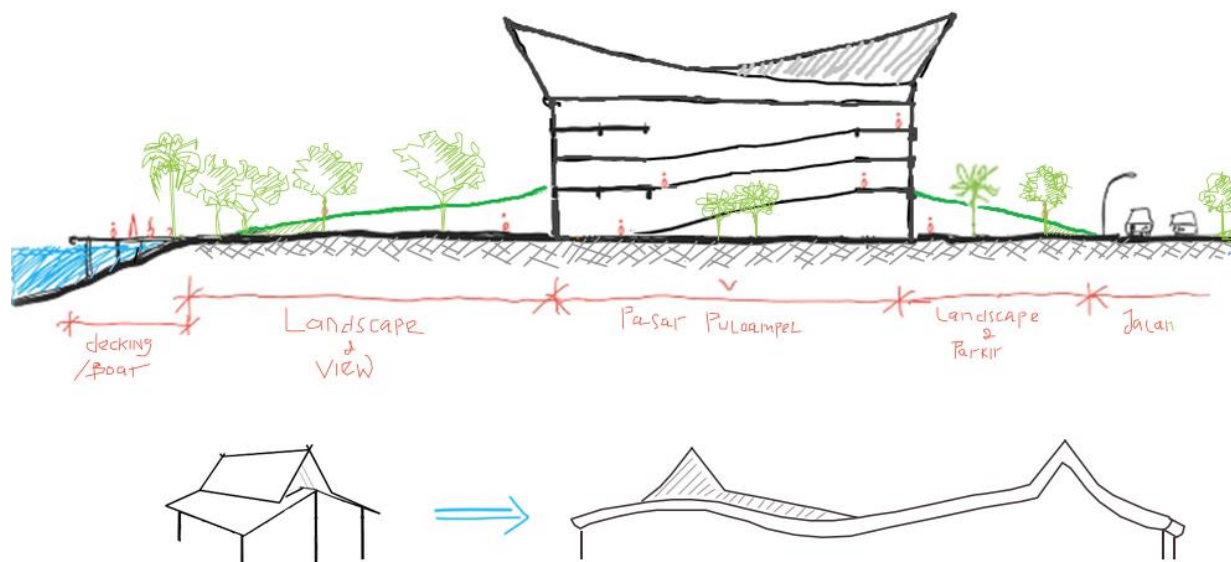 decking
/BOAT
LANDSCAPE
&
VIEW
PASAR PULOAMPEL
LANDSCAPE
&
PARKIR
JALAN